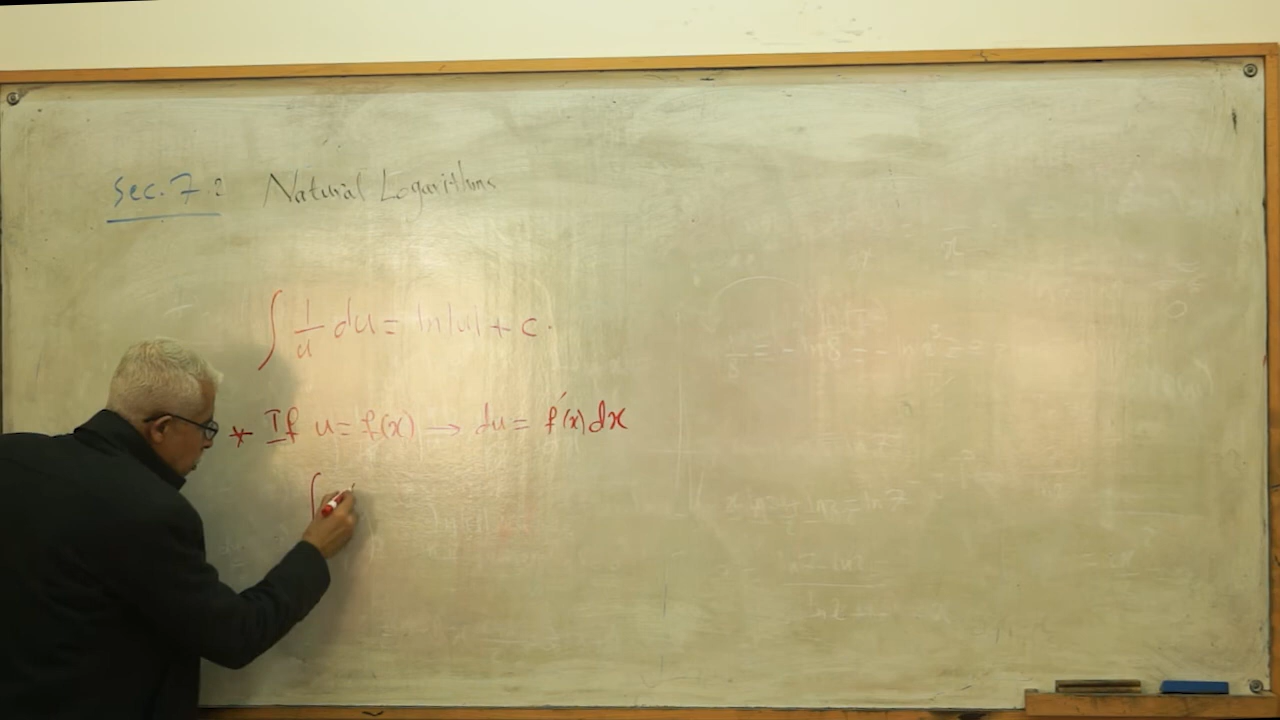 Sec. 7.2 Natural Logarithms
∫ 1/u du = ln|u| + c.
* If u = f(x) → du = f'(x) dx
∫